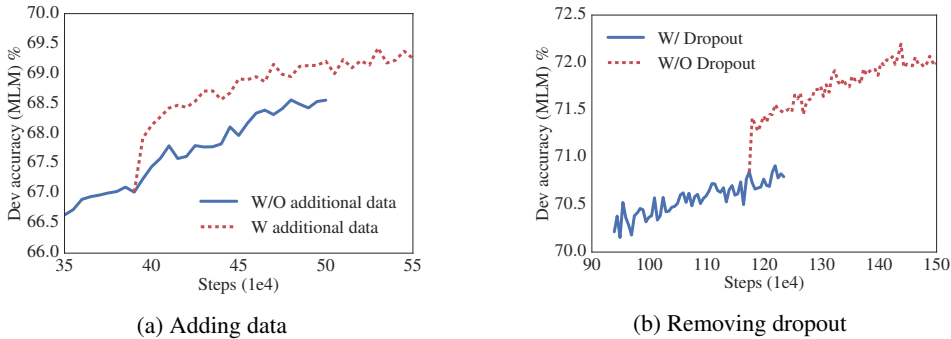 70.0
69.5
69.0
68.5
68.0
67.5
67.0
66.5
66.0
Dev accuracy (MLM) %
W/O additional data
W additional data
35 40 45 50 55
Steps (1e4)
(a) Adding data
72.5
72.0
71.5
71.0
70.5
70.0
Dev accuracy (MLM) %
W/ Dropout
W/O Dropout
90 100 110 120 130 140 150
Steps (1e4)
(b) Removing dropout